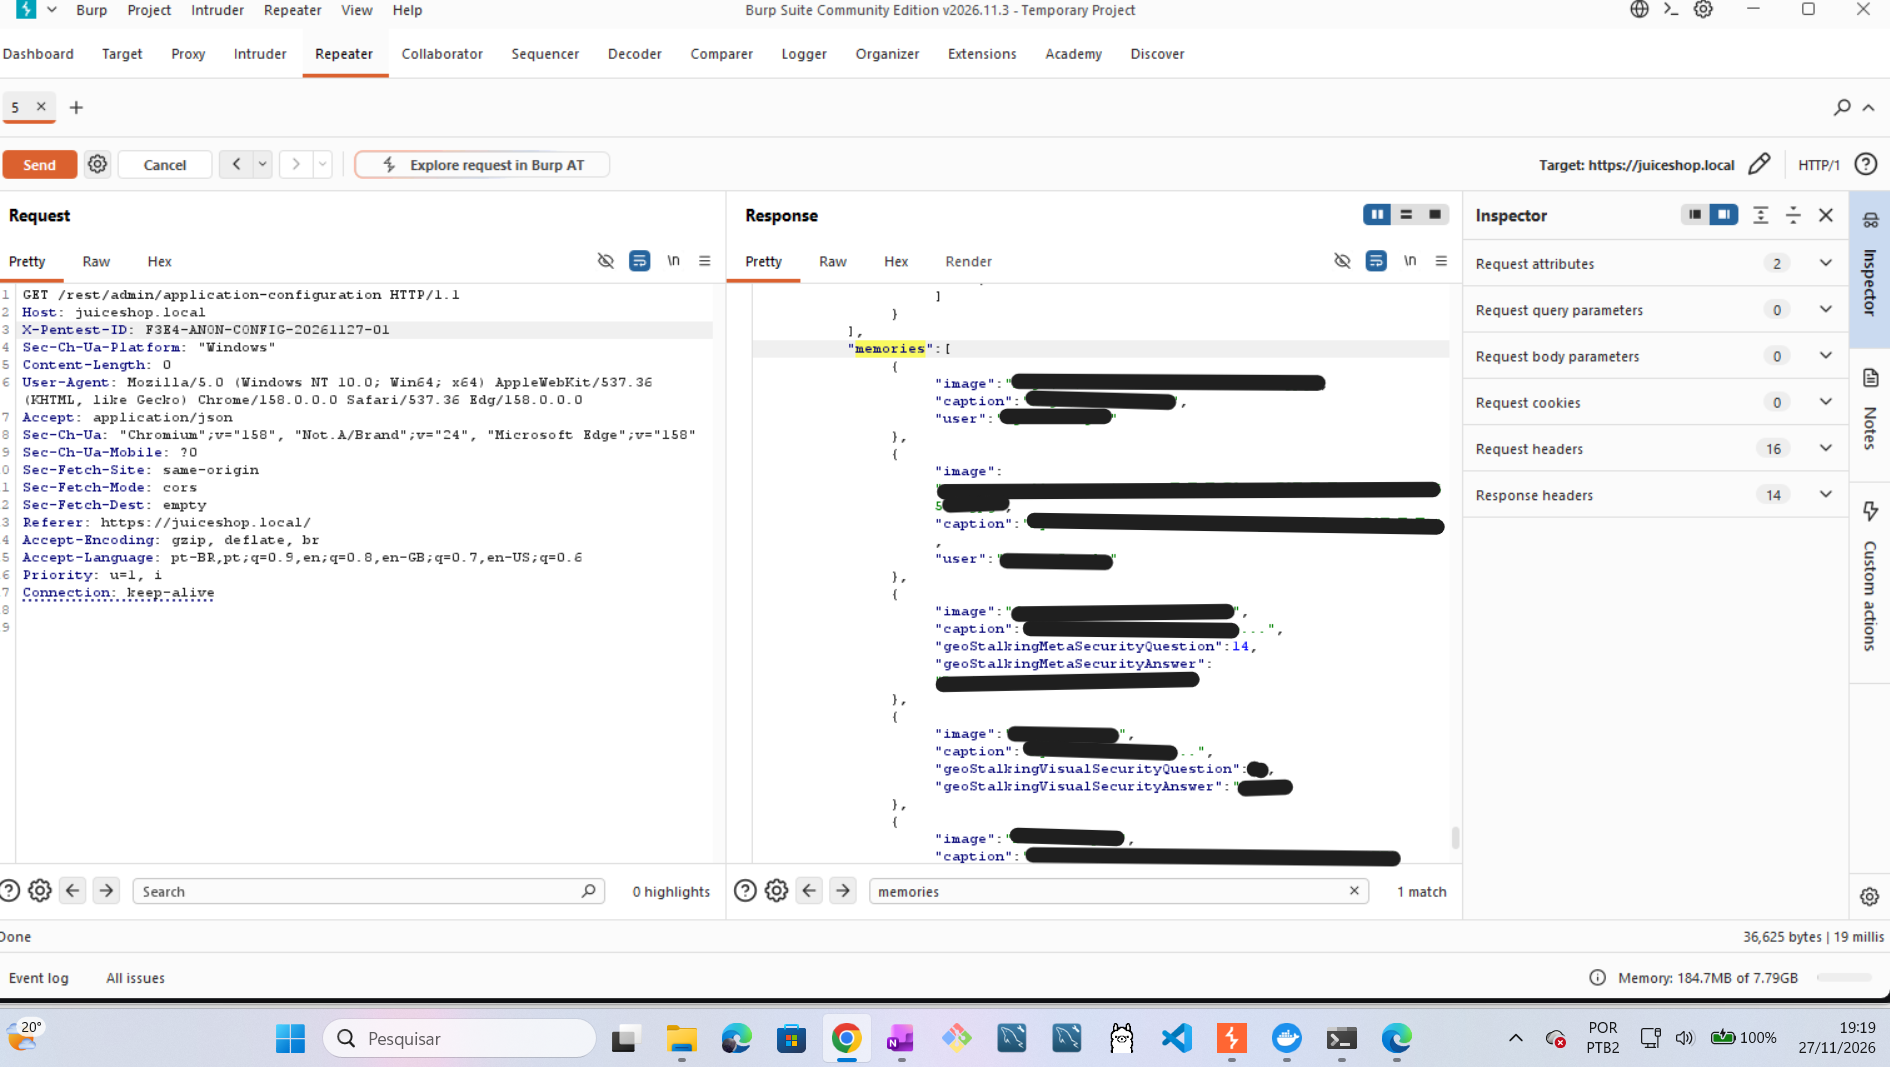 Burp Project Intruder Repeater View Help
Burp Suite Community Edition v2026.11.3 - Temporary Project
Dashboard Target Proxy Intruder Repeater Collaborator Sequencer Decoder Comparer Logger Organizer Extensions Academy Discover
5
Send Cancel Explore request in Burp AT Target: https://juiceshop.local HTTP/1
Request
Pretty Raw Hex \n
1 GET /rest/admin/application-configuration HTTP/1.1
2 Host: juiceshop.local
3 X-Pentest-ID: F3E4-ANON-CONFIG-20261127-01
4 Sec-Ch-Ua-Platform: "Windows"
5 Content-Length: 0
6 User-Agent: Mozilla/5.0 (Windows NT 10.0; Win64; x64) AppleWebKit/537.36
(KHTML, like Gecko) Chrome/158.0.0.0 Safari/537.36 Edg/158.0.0.0
7 Accept: application/json
8 Sec-Ch-Ua: "Chromium";v="158", "Not.A/Brand";v="24", "Microsoft Edge";v="158"
9 Sec-Ch-Ua-Mobile: ?0
0 Sec-Fetch-Site: same-origin
1 Sec-Fetch-Mode: cors
2 Sec-Fetch-Dest: empty
3 Referer: https://juiceshop.local/
4 Accept-Encoding: gzip, deflate, br
5 Accept-Language: pt-BR,pt;q=0.9,en;q=0.8,en-GB;q=0.7,en-US;q=0.6
6 Priority: u=1, i
7 Connection: keep-alive
8
9
Search 0 highlights
Response
Pretty Raw Hex Render \n
]
}
],
"memories":[
{
"image":"
"caption":"",
"user":""
},
{
"image":
"
5",
"caption":"
,
"user":""
},
{
"image":"",
"caption":"...",
"geoStalkingMetaSecurityQuestion":14,
"geoStalkingMetaSecurityAnswer":
"
},
{
"image":"",
"caption":"..",
"geoStalkingVisualSecurityQuestion":,
"geoStalkingVisualSecurityAnswer":"
},
{
"image":",
"caption":"
memories 1 match
Inspector
Request attributes 2
Request query parameters 0
Request body parameters 0
Request cookies 0
Request headers 16
Response headers 14
Inspector
Notes
Custom actions
Done
36,625 bytes | 19 millis
Event log All issues
Memory: 184.7MB of 7.79GB
20°
Pesquisar
POR
PTB2
100%
19:19
27/11/2026